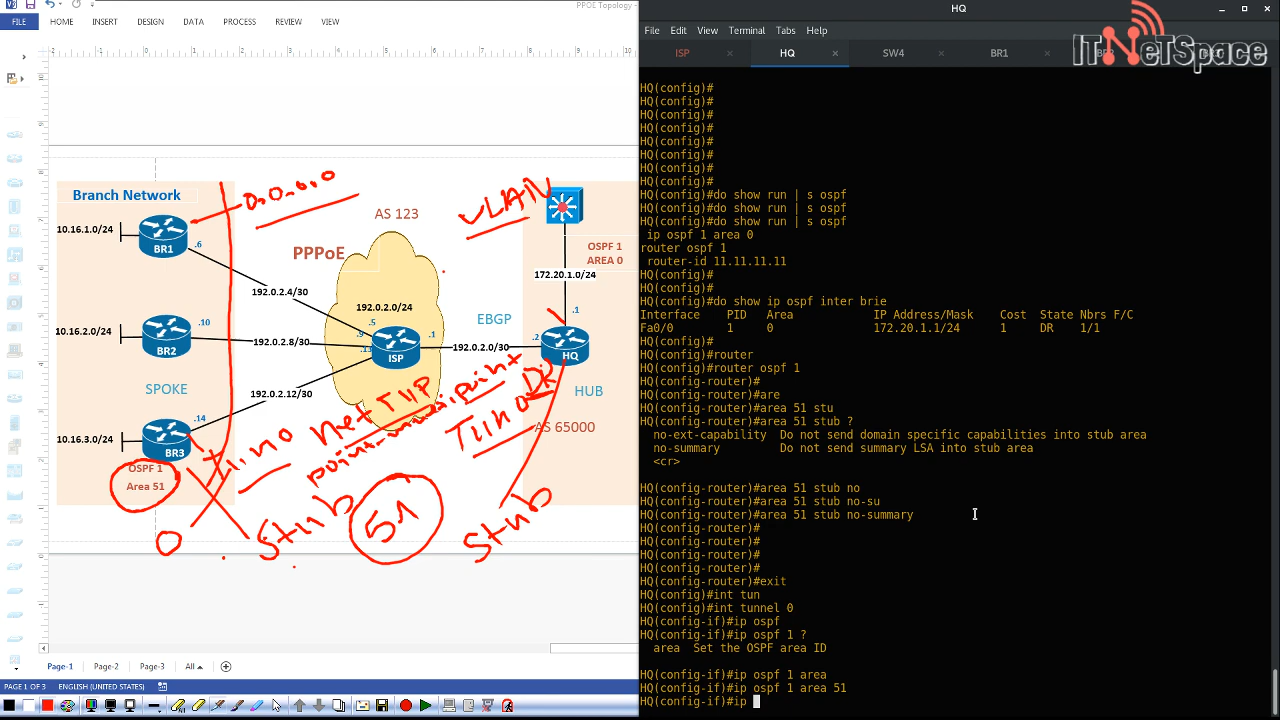 PPOE Topology -
FILE
HOME
INSERT
DESIGN
DATA
PROCESS
REVIEW
VIEW
Branch Network
10.16.1.0/24
BR1
.6
0.0.0.0
AS 123
VLAN
PPPoE
OSPF 1
AREA 0
172.20.1.0/24
192.0.2.4/30
192.0.2.0/24
.5
.1
EBGP
10.16.2.0/24
BR2
.10
192.0.2.8/30
.9
.1
ISP
192.0.2.0/30
.2
HQ
SPOKE
192.0.2.12/30
HUB
.14
10.16.3.0/24
BR3
AS 65000
OSPF 1
Area 51
no Net Typ
point
DR
0
Stub
51
Stub
Page-1
Page-2
Page-3
All
PAGE 1 OF 3
ENGLISH (UNITED STATES)
HQ
File
Edit
View
Terminal
Tabs
Help
ITNeTSpace
ISP
HQ
SW4
BR1
HQ(config)#
HQ(config)#
HQ(config)#
HQ(config)#
HQ(config)#
HQ(config)#
HQ(config)#
HQ(config)#
HQ(config)#do show run | s ospf
HQ(config)#do show run | s ospf
HQ(config)#do show run | s ospf
ip ospf 1 area 0
router ospf 1
router-id 11.11.11.11
HQ(config)#
HQ(config)#
HQ(config)#do show ip ospf inter brie
Interface PID Area IP Address/Mask Cost State Nbrs F/C
Fa0/0 1 0 172.20.1.1/24 1 DR 1/1
HQ(config)#
HQ(config)#router
HQ(config)#router ospf 1
HQ(config-router)#
HQ(config-router)#are
HQ(config-router)#area 51 stu
HQ(config-router)#area 51 stub ?
no-ext-capability Do not send domain specific capabilities into stub area
no-summary Do not send summary LSA into stub area
<cr>
HQ(config-router)#area 51 stub no
HQ(config-router)#area 51 stub no-su
HQ(config-router)#area 51 stub no-summary
HQ(config-router)#
HQ(config-router)#
HQ(config-router)#
HQ(config-router)#
HQ(config-router)#exit
HQ(config)#int tun
HQ(config)#int tunnel 0
HQ(config-if)#ip ospf
HQ(config-if)#ip ospf 1 ?
area Set the OSPF area ID
HQ(config-if)#ip ospf 1 area
HQ(config-if)#ip ospf 1 area 51
HQ(config-if)#ip